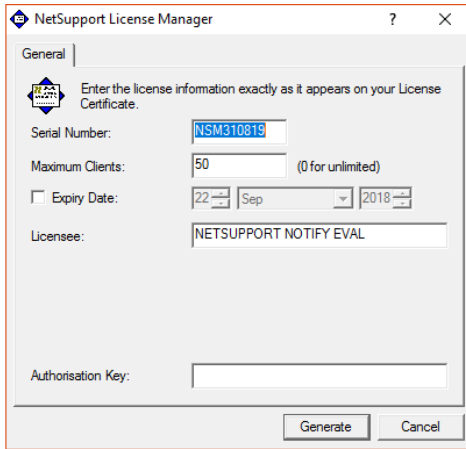 NetSupport License Manager
General
Enter the license information exactly as it appears on your License
Certificate.
Serial Number: NSM310819
Maximum Clients: 50 (0 for unlimited)
Expiry Date: 22 Sep 2018
Licensee: NETSUPPORT NOTIFY EVAL
Authorisation Key:
Generate Cancel